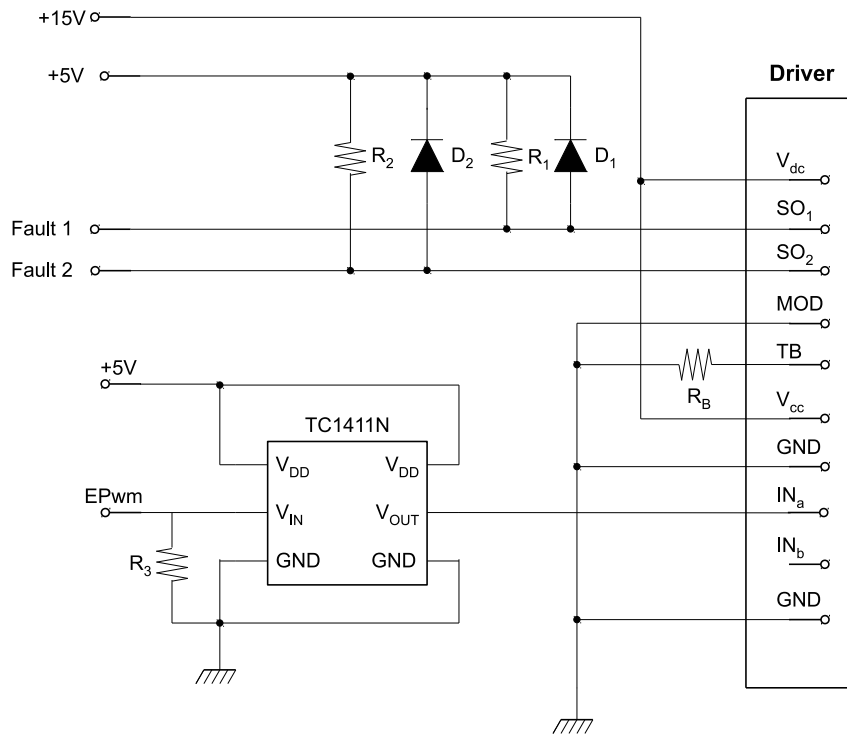 +15V
+5V
Driver
R2
D2
R1
D1
Vdc
Fault 1
SO1
Fault 2
SO2
MOD
+5V
TB
RB
Vcc
TC1411N
VDD
VDD
GND
EPwm
VIN
VOUT
INa
R3
GND
GND
INb
GND